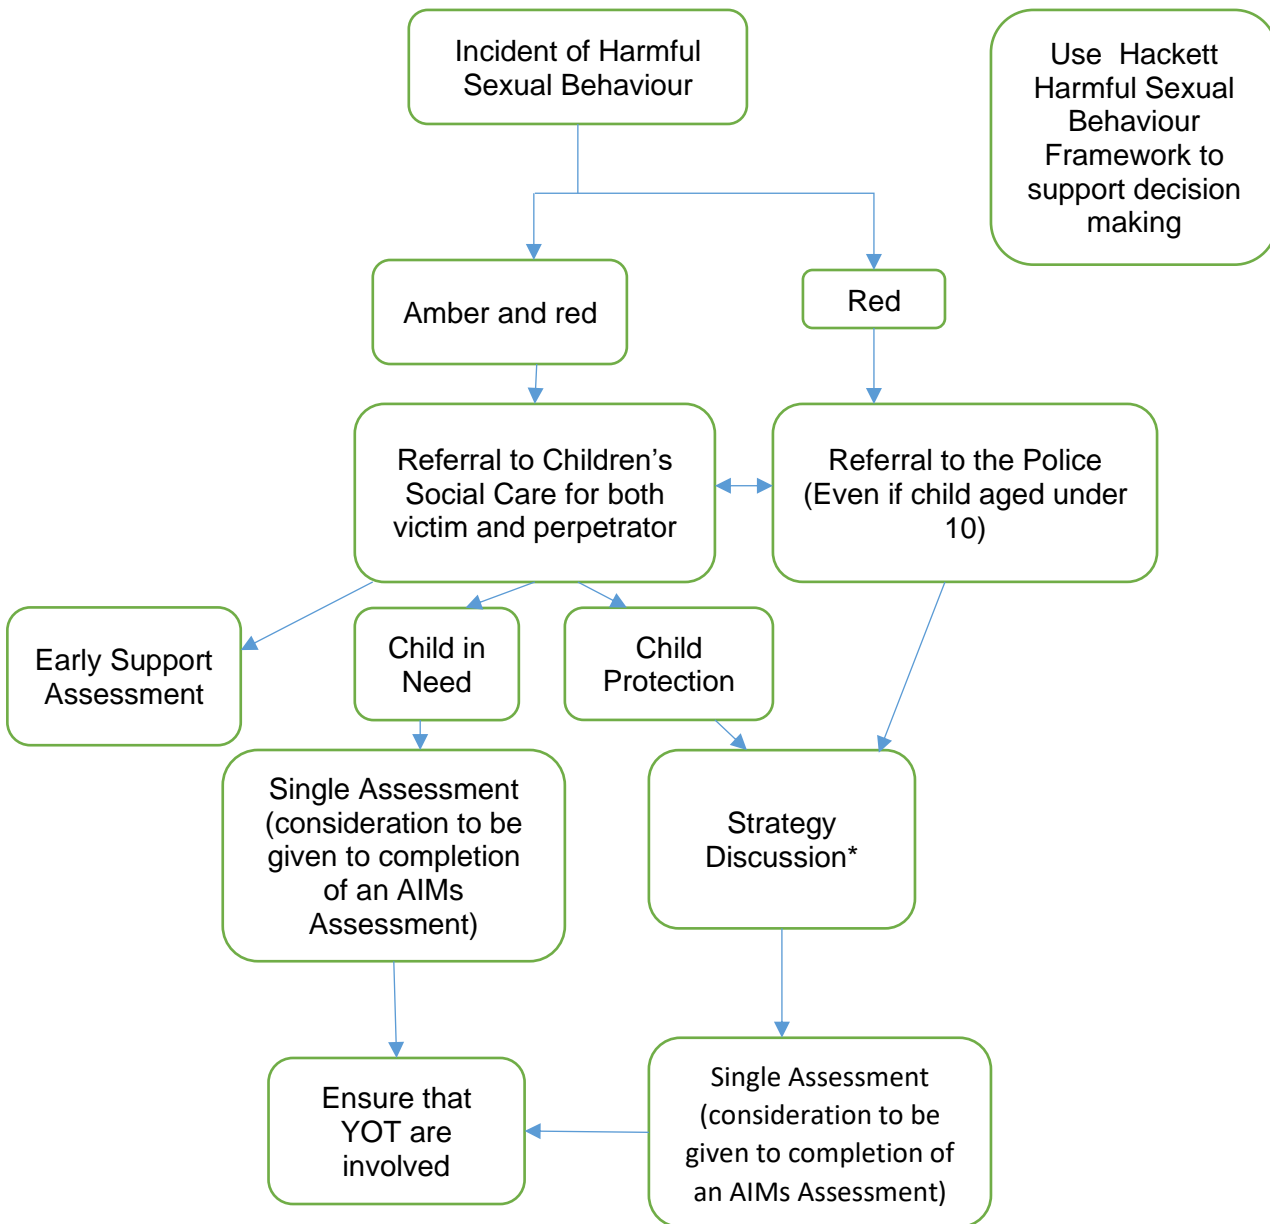 Incident of Harmful
Sexual Behaviour
Use Hackett
Harmful Sexual
Behaviour
Framework to
support decision
making
Amber and red
Red
Referral to Children’s
Social Care for both
victim and perpetrator
Referral to the Police
(Even if child aged under
10)
Early Support
Assessment
Child in
Need
Child
Protection
Single Assessment
(consideration to be
given to completion
of an AIMs
Assessment)
Strategy
Discussion*
Ensure that
YOT are
involved
Single Assessment
(consideration to be
given to completion of
an AIMs Assessment)